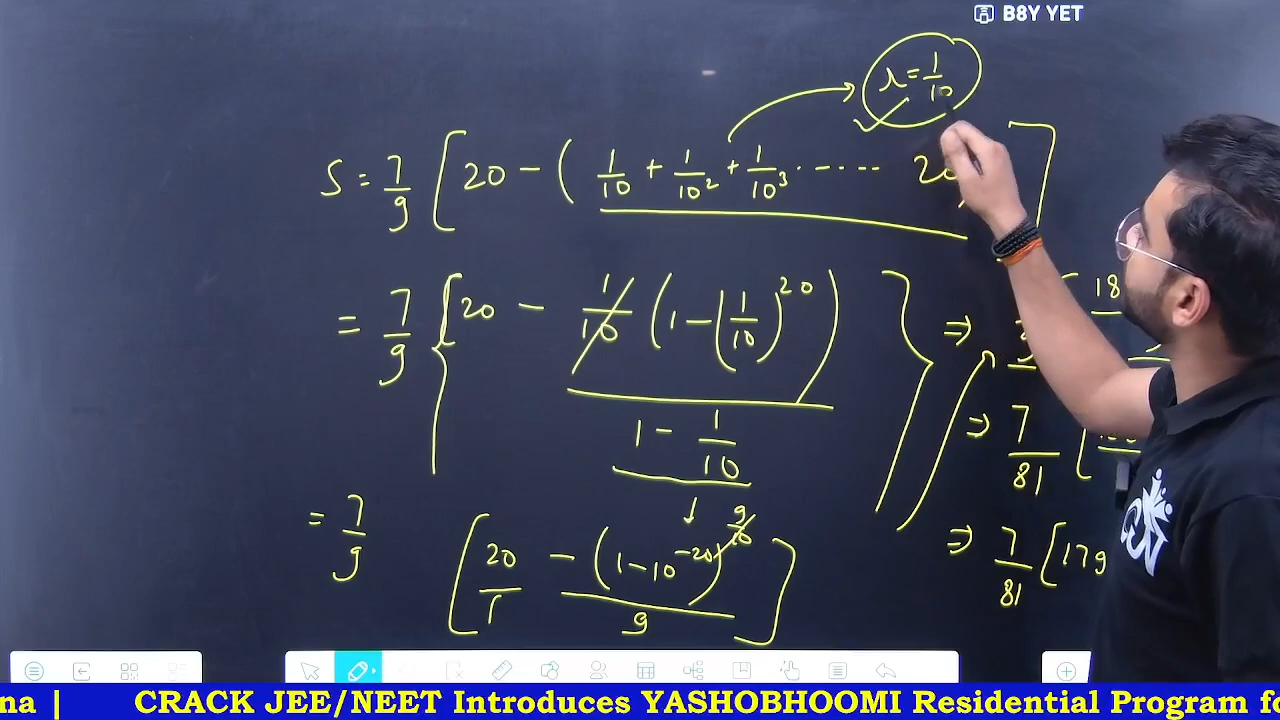 B8Y YET
r = 1/10
S = 7/9 [ 20 - ( 1/10 + 1/10² + 1/10³ ...... 20
= 7/9 { 20 - 1/10 ( 1 - ( 1/10 )²⁰ ) / 1 - 1/10 }
= 7/9 [ 20/1 - ( 1 - 10⁻²⁰ ) / 9 ]
9/10
⇒ 18
⇒ 7/81 [
⇒ 7/81 [ 179
na | CRACK JEE/NEET Introduces YASHOBHOOMI Residential Program fo